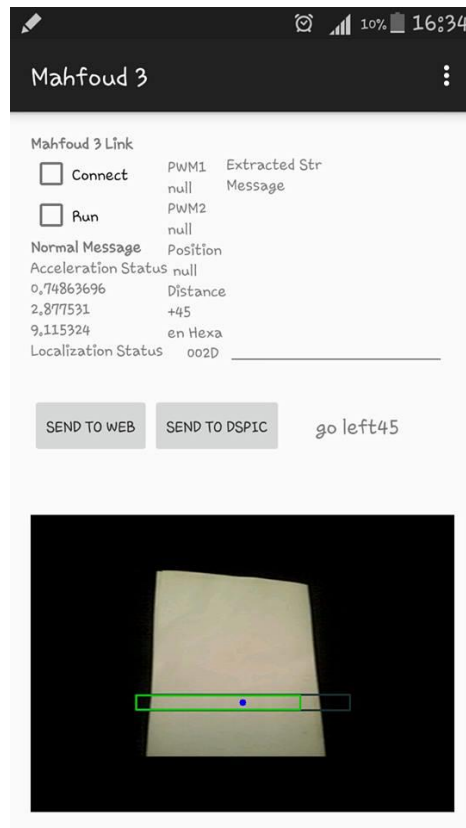 10% 16:34
Mahfoud 3
Mahfoud 3 Link
Connect
Run
Normal Message
Acceleration Status
0,74863696
2,877531
9,115324
Localization Status
PWM1
null
PWM2
null
Position
null
Distance
+45
en Hexa
002D
Extracted Str
Message
SEND TO WEB
SEND TO DSPIC
go left45